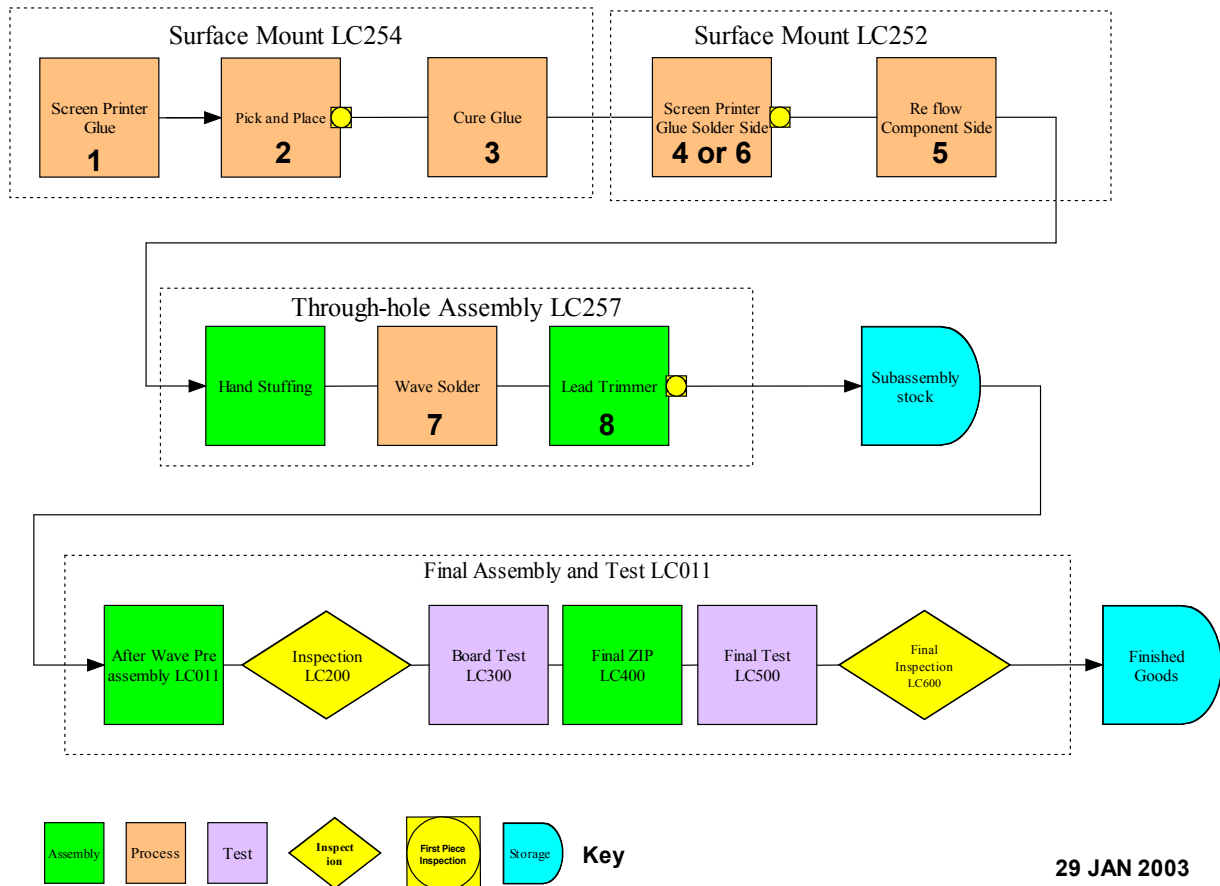 Surface Mount LC254
Surface Mount LC252
Screen Printer
Glue
1
Pick and Place
2
Cure Glue
3
Screen Printer
Glue Solder Side
4 or 6
Re flow
Component Side
5
Through-hole Assembly LC257
Hand Stuffing
Wave Solder
7
Lead Trimmer
8
Subassembly
stock
Final Assembly and Test LC011
After Wave Pre
assembly LC011
Inspection
LC200
Board Test
LC300
Final ZIP
LC400
Final Test
LC500
Final
Inspection
LC600
Finished
Goods
Assembly
Process
Test
Inspect
ion
First Piece
Inspection
Storage
Key
29 JAN 2003